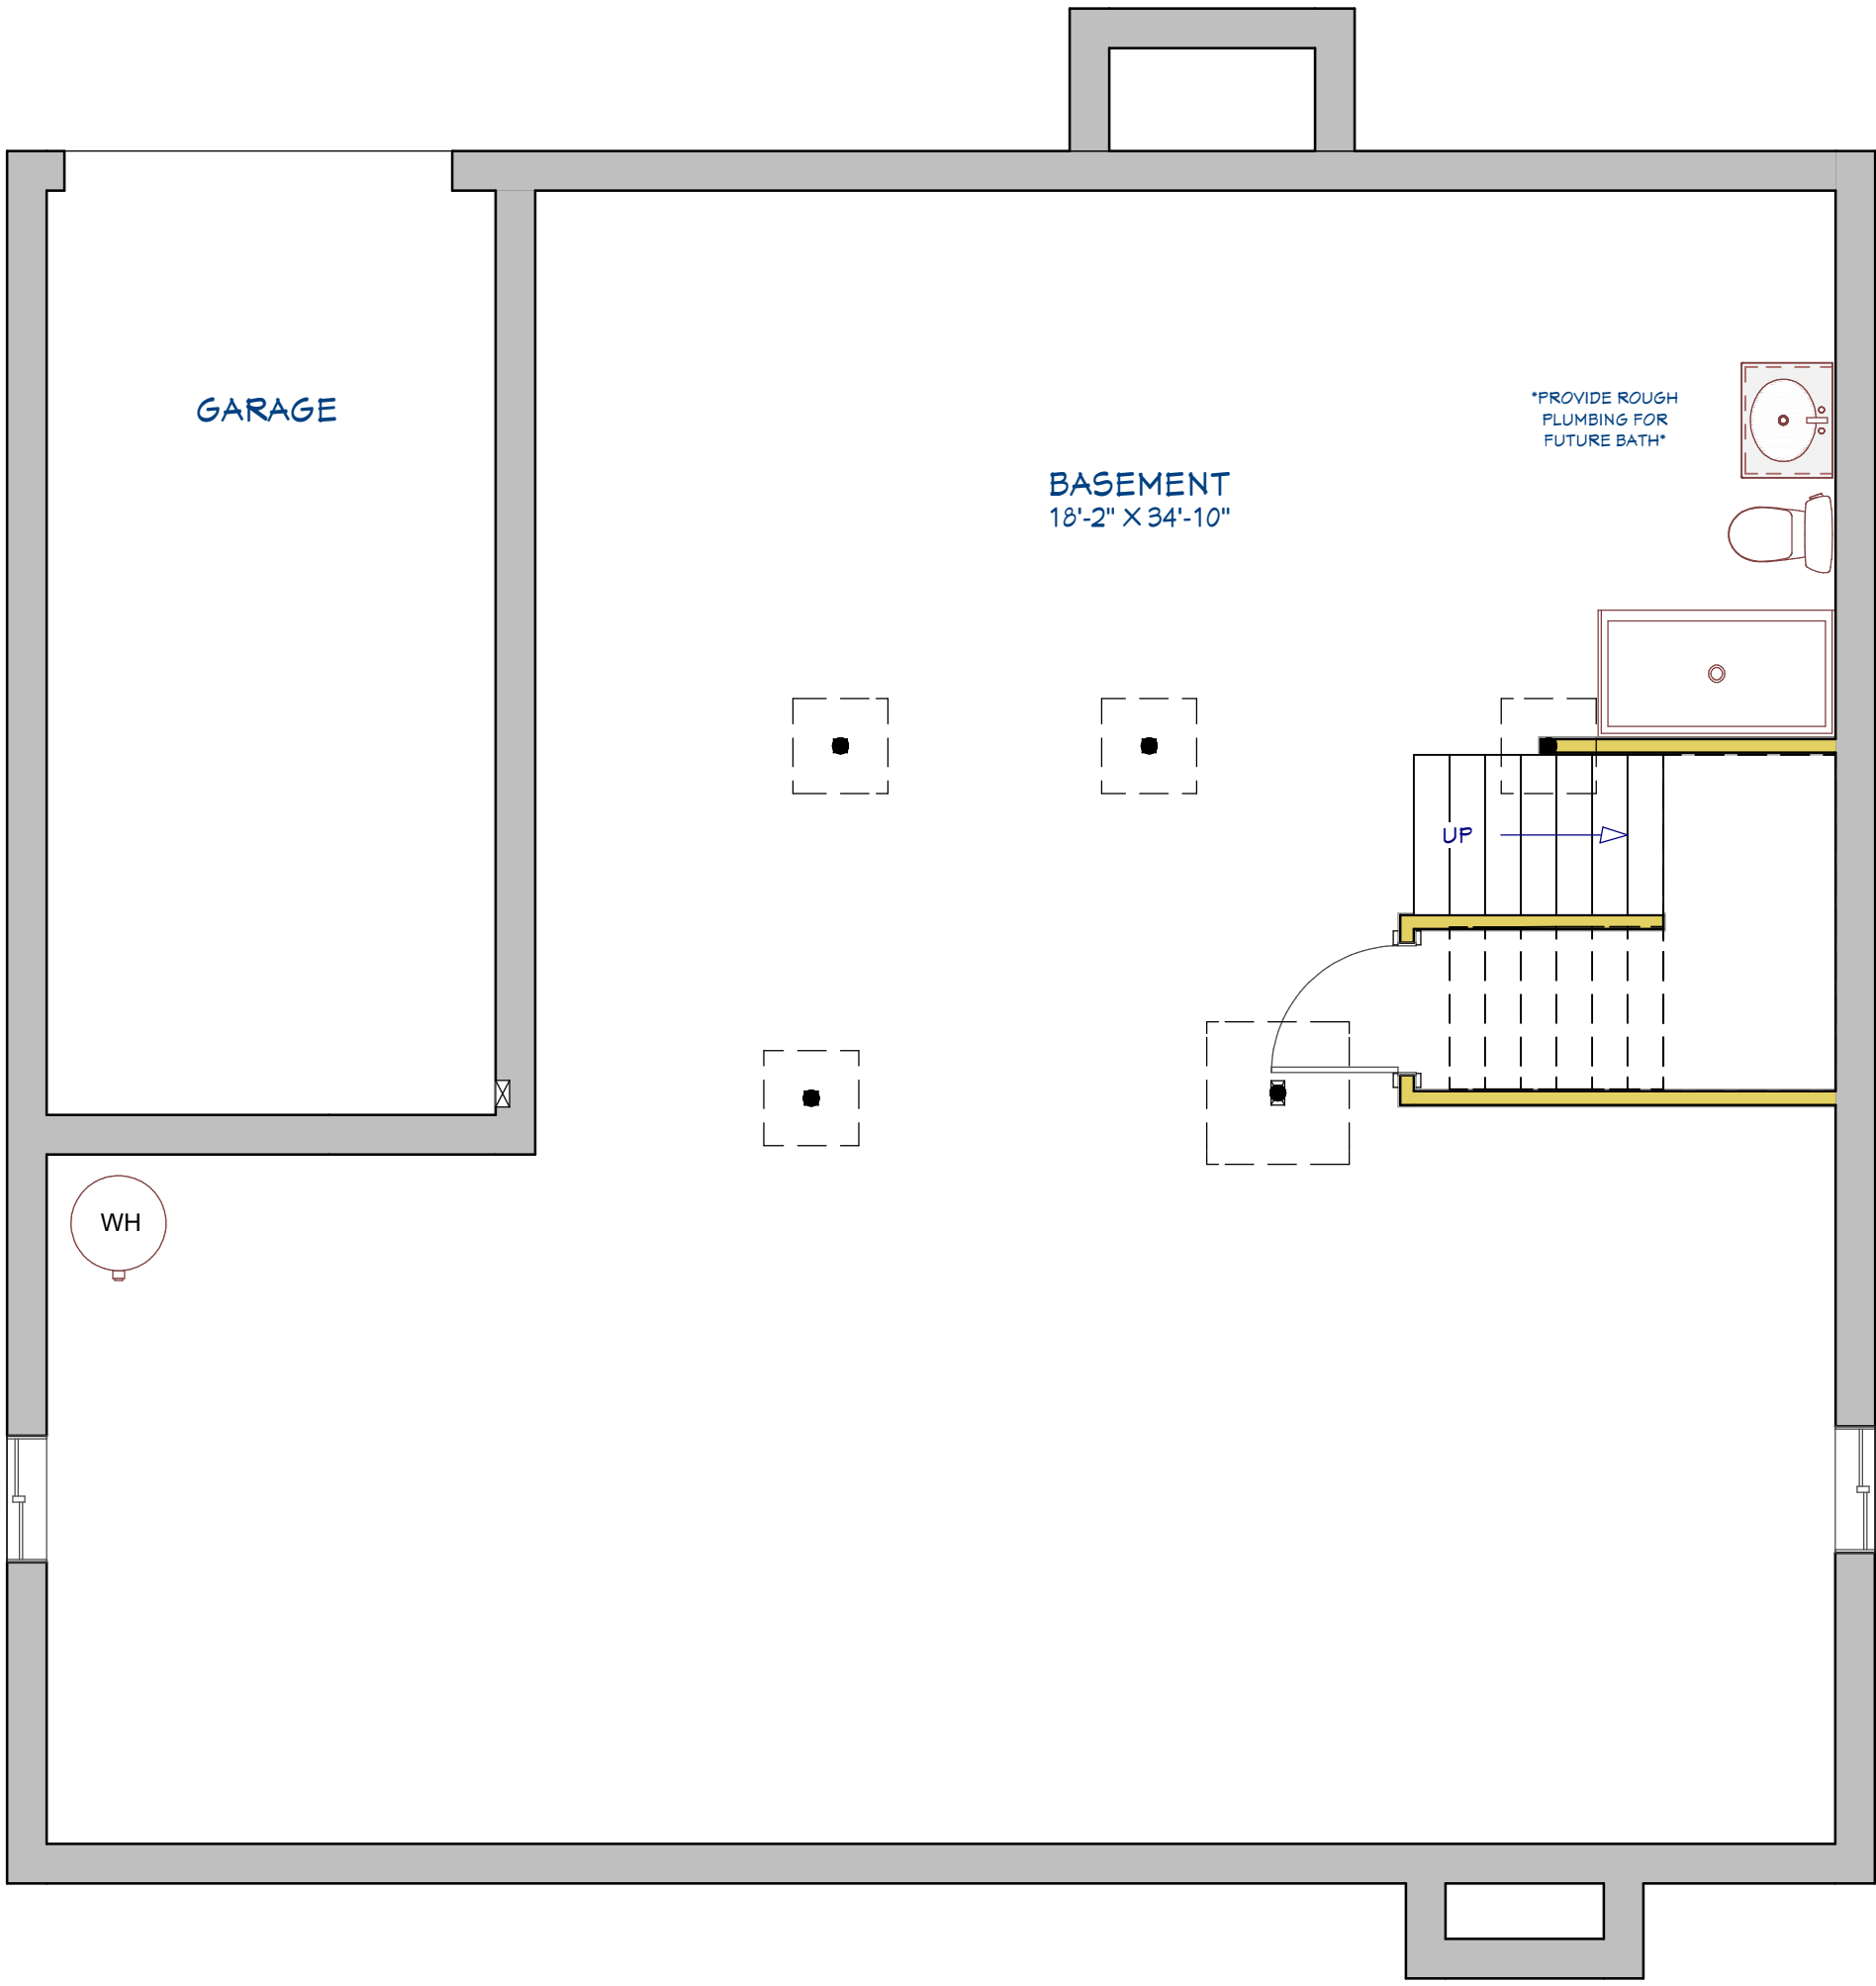 GARAGE
*PROVIDE ROUGH
PLUMBING FOR
FUTURE BATH*
BASEMENT
18'-2" X 34'-10"
UP
WH